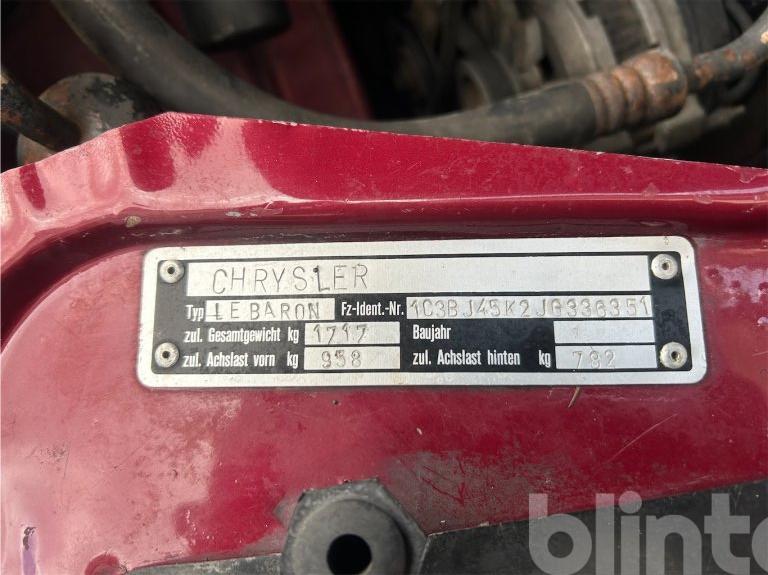 CHRYSLER
Typ LE BARON Fz-Ident.-Nr. 1C3BJ45K2JG336351
zul. Gesamtgewicht kg 1717 Baujahr
zul. Achslast vorn kg 958 zul. Achslast hinten kg 782